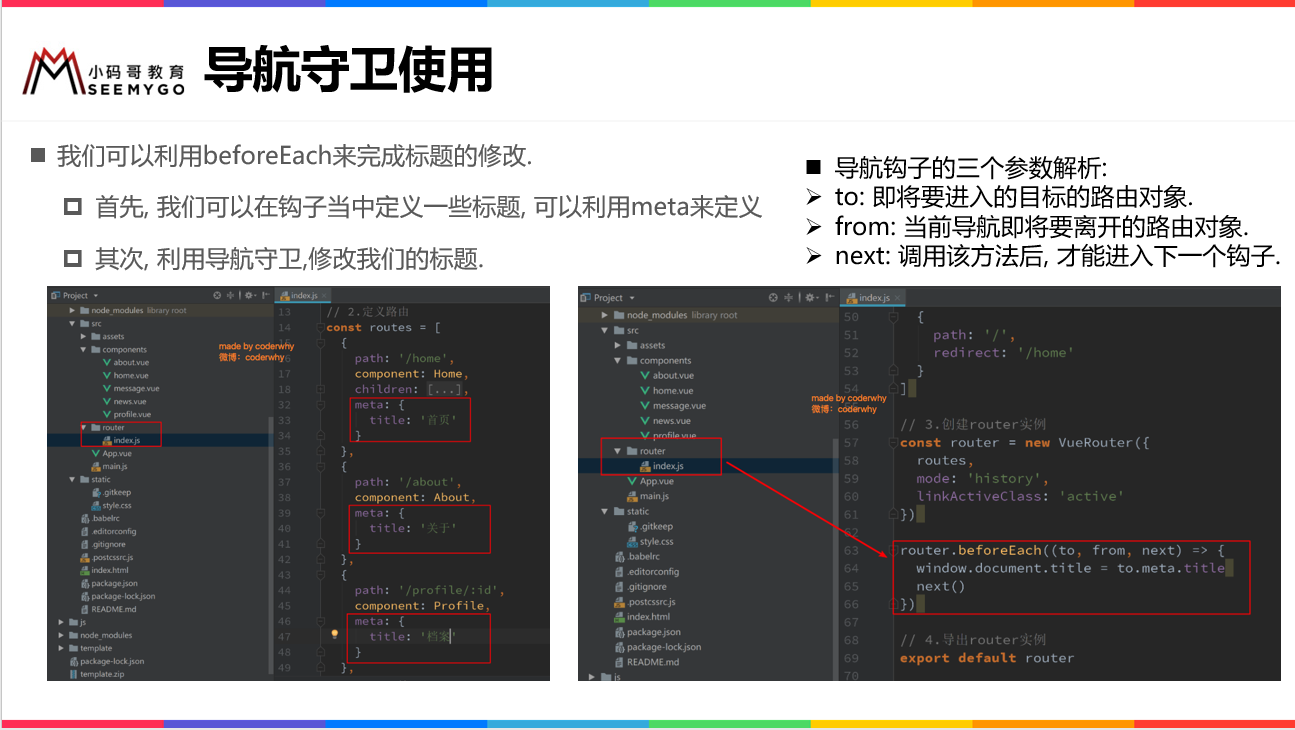 小码哥教育
SEEMYGO
导航守卫使用
我们可以利用beforeEach来完成标题的修改.
首先, 我们可以在钩子当中定义一些标题, 可以利用meta来定义
其次, 利用导航守卫,修改我们的标题.
导航钩子的三个参数解析:
to: 即将要进入的目标的路由对象.
from: 当前导航即将要离开的路由对象.
next: 调用该方法后, 才能进入下一个钩子.
Project
node_modules library root
src
assets
components
about.vue
home.vue
message.vue
news.vue
profile.vue
router
index.js
App.vue
main.js
static
.gitkeep
style.css
.babelrc
.editorconfig
.gitignore
.postcssrc.js
index.html
package.json
package-lock.json
README.md
js
node_modules
template
package-lock.json
template.zip
made by coderwhy
微博：coderwhy
index.js
13 // 2.定义路由
14 const routes = [
{
path: '/home',
17 component: Home,
18 children: [...],
32 meta: {
33 title: '首页'
34 }
35 },
36 {
37 path: '/about',
38 component: About,
39 meta: {
40 title: '关于'
41 }
42 },
43 {
44 path: '/profile/:id',
45 component: Profile,
46 meta: {
47 title: '档案'
48 }
49 },
Project
node_modules library root
src
assets
components
about.vue
home.vue
message.vue
news.vue
profile.vue
router
index.js
App.vue
main.js
static
.gitkeep
style.css
.babelrc
.editorconfig
.gitignore
.postcssrc.js
index.html
package.json
package-lock.json
README.md
js
made by coderwhy
微博：coderwhy
index.js
50 {
51 path: '/',
52 redirect: '/home'
53 }
54 ]
56 // 3.创建router实例
57 const router = new VueRouter({
58 routes,
59 mode: 'history',
60 linkActiveClass: 'active'
61 })
62
63 router.beforeEach((to, from, next) => {
64 window.document.title = to.meta.title
65 next()
66 })
67
68 // 4.导出router实例
69 export default router
70